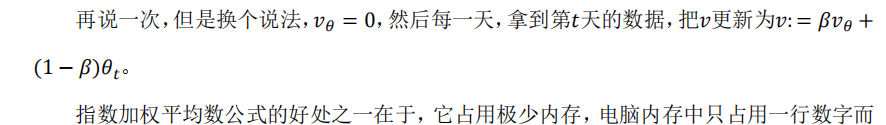 再说一次，但是换个说法，v_θ = 0，然后每一天，拿到第t天的数据，把v更新为v: = βv_θ +
(1 − β)θ_t。
指数加权平均数公式的好处之一在于，它占用极少内存，电脑内存中只占用一行数字而